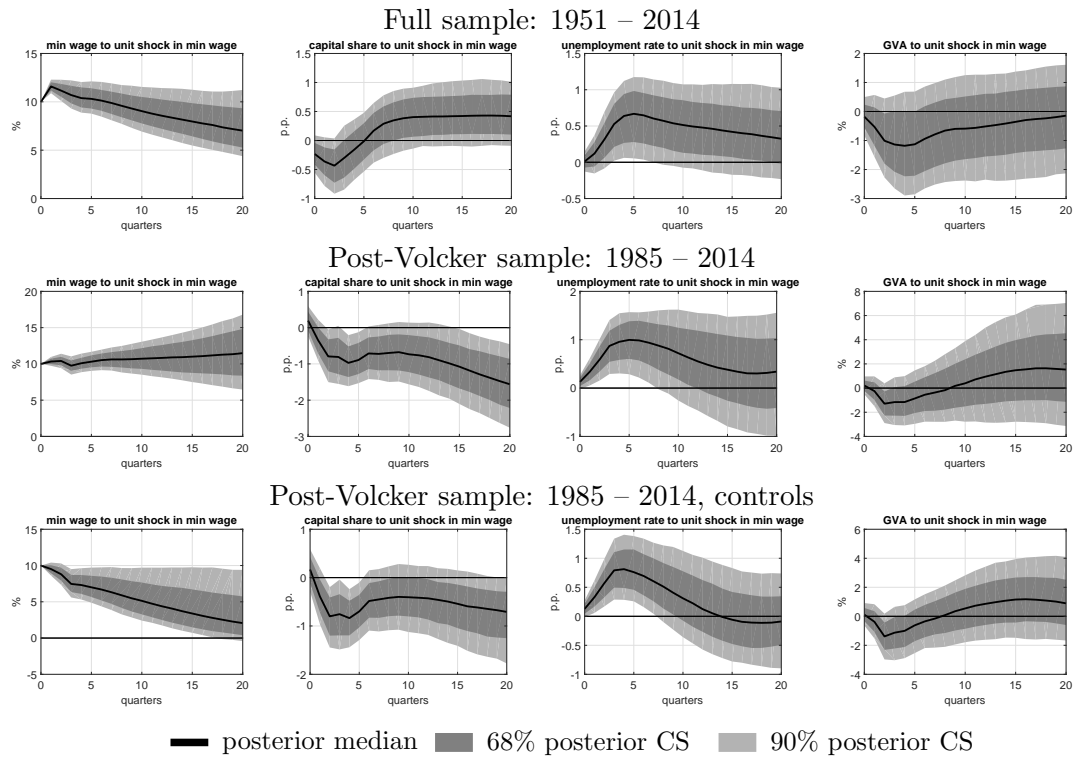 Full sample: 1951 – 2014
min wage to unit shock in min wage
15
10
5
0
%
0 5 10 15 20
quarters
capital share to unit shock in min wage
1.5
1
0.5
0
-0.5
-1
p.p.
0 5 10 15 20
quarters
unemployment rate to unit shock in min wage
1.5
1
0.5
0
-0.5
p.p.
0 5 10 15 20
quarters
GVA to unit shock in min wage
2
1
0
-1
-2
-3
%
0 5 10 15 20
quarters
Post-Volcker sample: 1985 – 2014
min wage to unit shock in min wage
20
15
10
5
0
%
0 5 10 15 20
quarters
capital share to unit shock in min wage
1
0
-1
-2
-3
p.p.
0 5 10 15 20
quarters
unemployment rate to unit shock in min wage
2
1
0
-1
p.p.
0 5 10 15 20
quarters
GVA to unit shock in min wage
8
6
4
2
0
-2
-4
%
0 5 10 15 20
quarters
Post-Volcker sample: 1985 – 2014, controls
min wage to unit shock in min wage
15
10
5
0
-5
%
0 5 10 15 20
quarters
capital share to unit shock in min wage
1
0
-1
-2
p.p.
0 5 10 15 20
quarters
unemployment rate to unit shock in min wage
1.5
1
0.5
0
-0.5
-1
p.p.
0 5 10 15 20
quarters
GVA to unit shock in min wage
6
4
2
0
-2
-4
%
0 5 10 15 20
quarters
posterior median 68% posterior CS 90% posterior CS